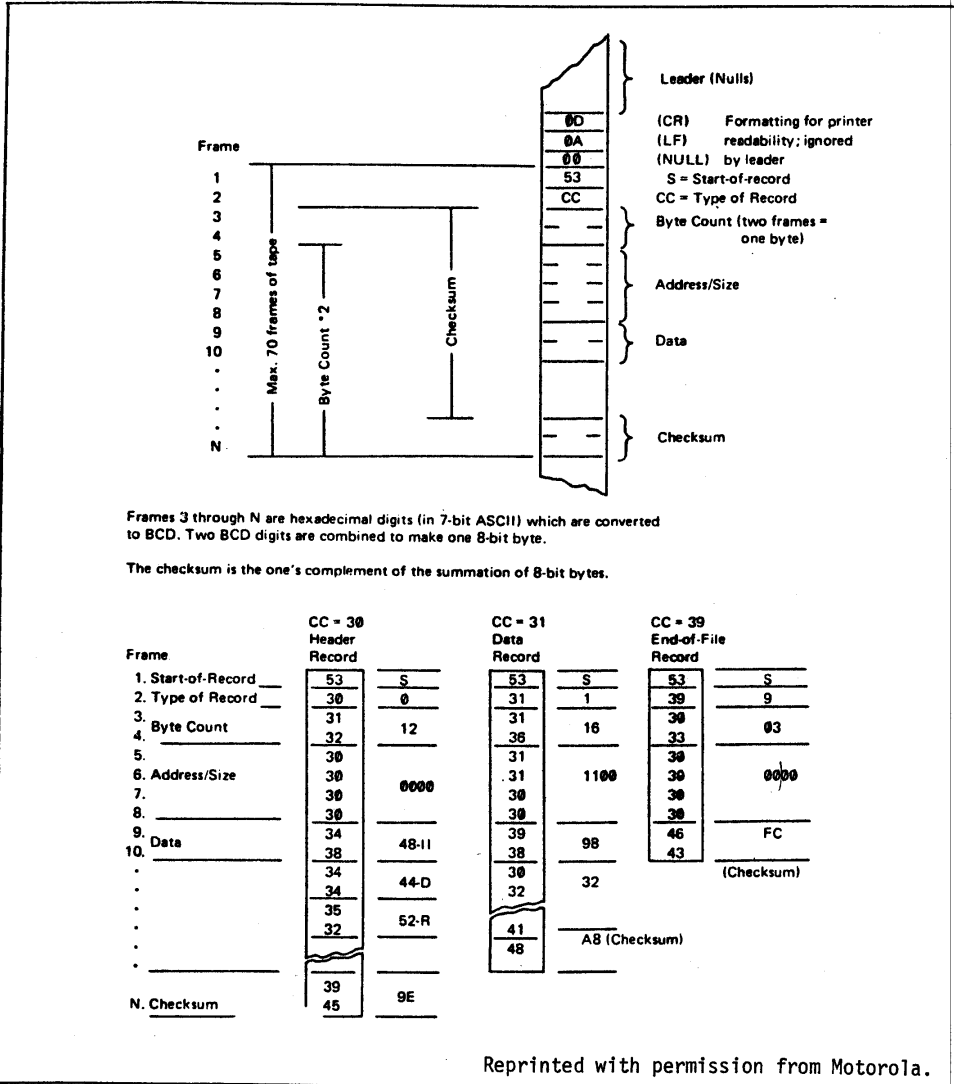 Leader (Nulls)
0D (CR) Formatting for printer
Frame 0A (LF) readability; ignored
00 (NULL) by leader
1 53 S = Start-of-record
2 CC CC = Type of Record
3 Byte Count (two frames =
4 one byte)
5
6 Address/Size
7
8
9 Data
10
.
.
.
.
N Checksum
Max. 70 frames of tape
Byte Count *2
Checksum
Frames 3 through N are hexadecimal digits (in 7-bit ASCII) which are converted
to BCD. Two BCD digits are combined to make one 8-bit byte.
The checksum is the one's complement of the summation of 8-bit bytes.
CC = 30 CC = 31 CC = 39
Header Data End-of-File
Frame Record Record Record
1. Start-of-Record 53 S 53 S 53 S
2. Type of Record 30 0 31 1 39 9
3. 31 31 30
Byte Count 12 16 03
4. 32 36 33
5. 30 31 30
6. Address/Size 30 0000 31 1100 30 0000
7. 30 30 30
8. 30 30 30
9. 34 39 46 FC
Data 48-II 98
10. 38 38 43
. 34 30 (Checksum)
44-D 32
. 34 32
. 35
52-R
. 32 41
A8 (Checksum)
. 48
.
39
N. Checksum 9E
45
Reprinted with permission from Motorola.